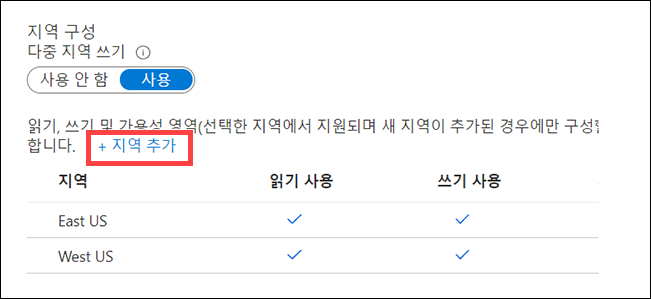 지역 구성
다중 지역 쓰기
사용 안 함 사용
읽기, 쓰기 및 가용성 영역(선택한 지역에서 지원되며 새 지역이 추가된 경우에만 구성
합니다. + 지역 추가
지역 읽기 사용 쓰기 사용
East US
West US